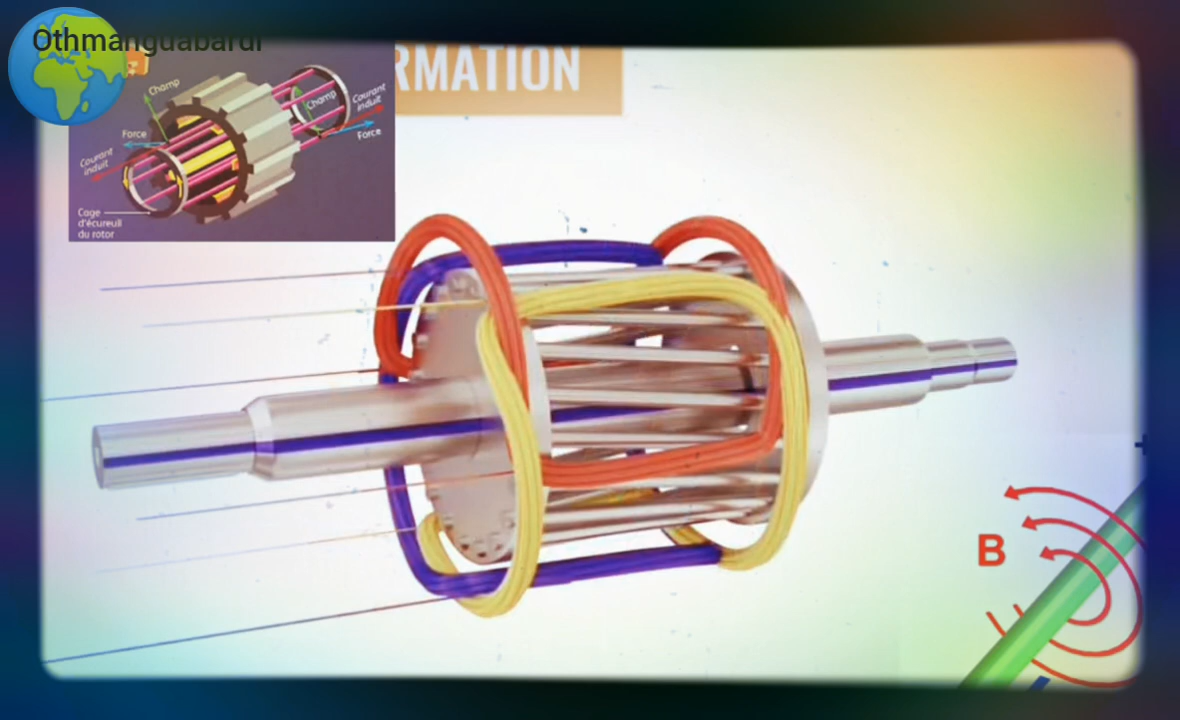 Othmanguabardi
RMATION
Champ
Champ
Courant
induit
Force
Force
Courant
induit
Cage
d'écureuil
du rotor
B